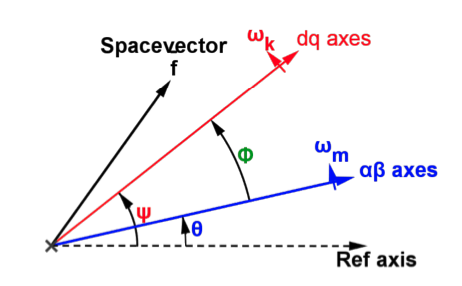 Spacevector
f
ωk
dq axes
Φ
ωm
αβ axes
ψ
θ
Ref axis